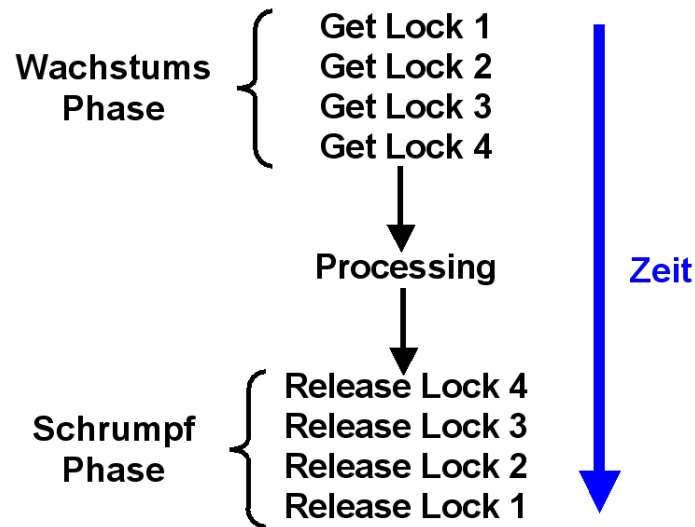 Wachstums
Phase
Get Lock 1
Get Lock 2
Get Lock 3
Get Lock 4
Processing
Zeit
Schrumpf
Phase
Release Lock 4
Release Lock 3
Release Lock 2
Release Lock 1